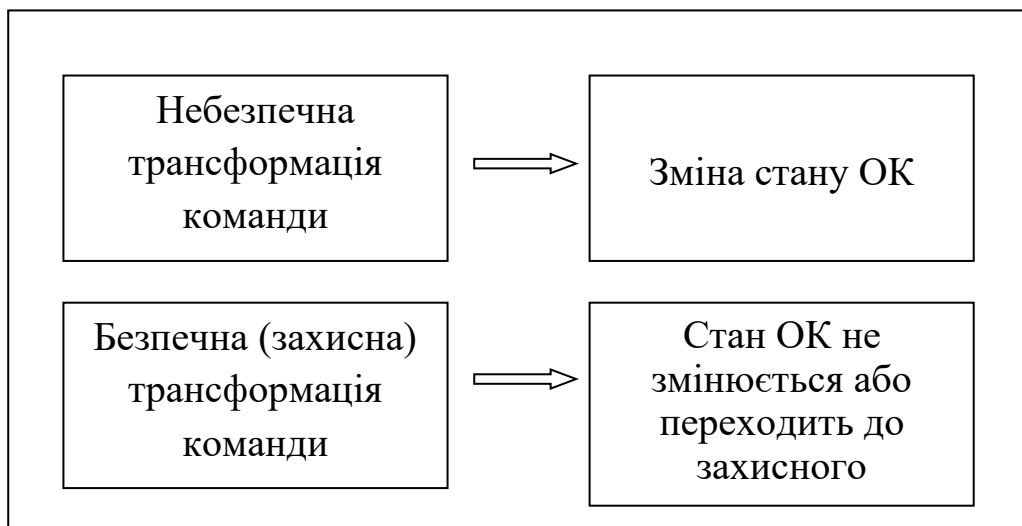 Небезпечна
трансформація
команди
Зміна стану ОК
Безпечна (захисна)
трансформація
команди
Стан ОК не
змінюється або
переходить до
захисного